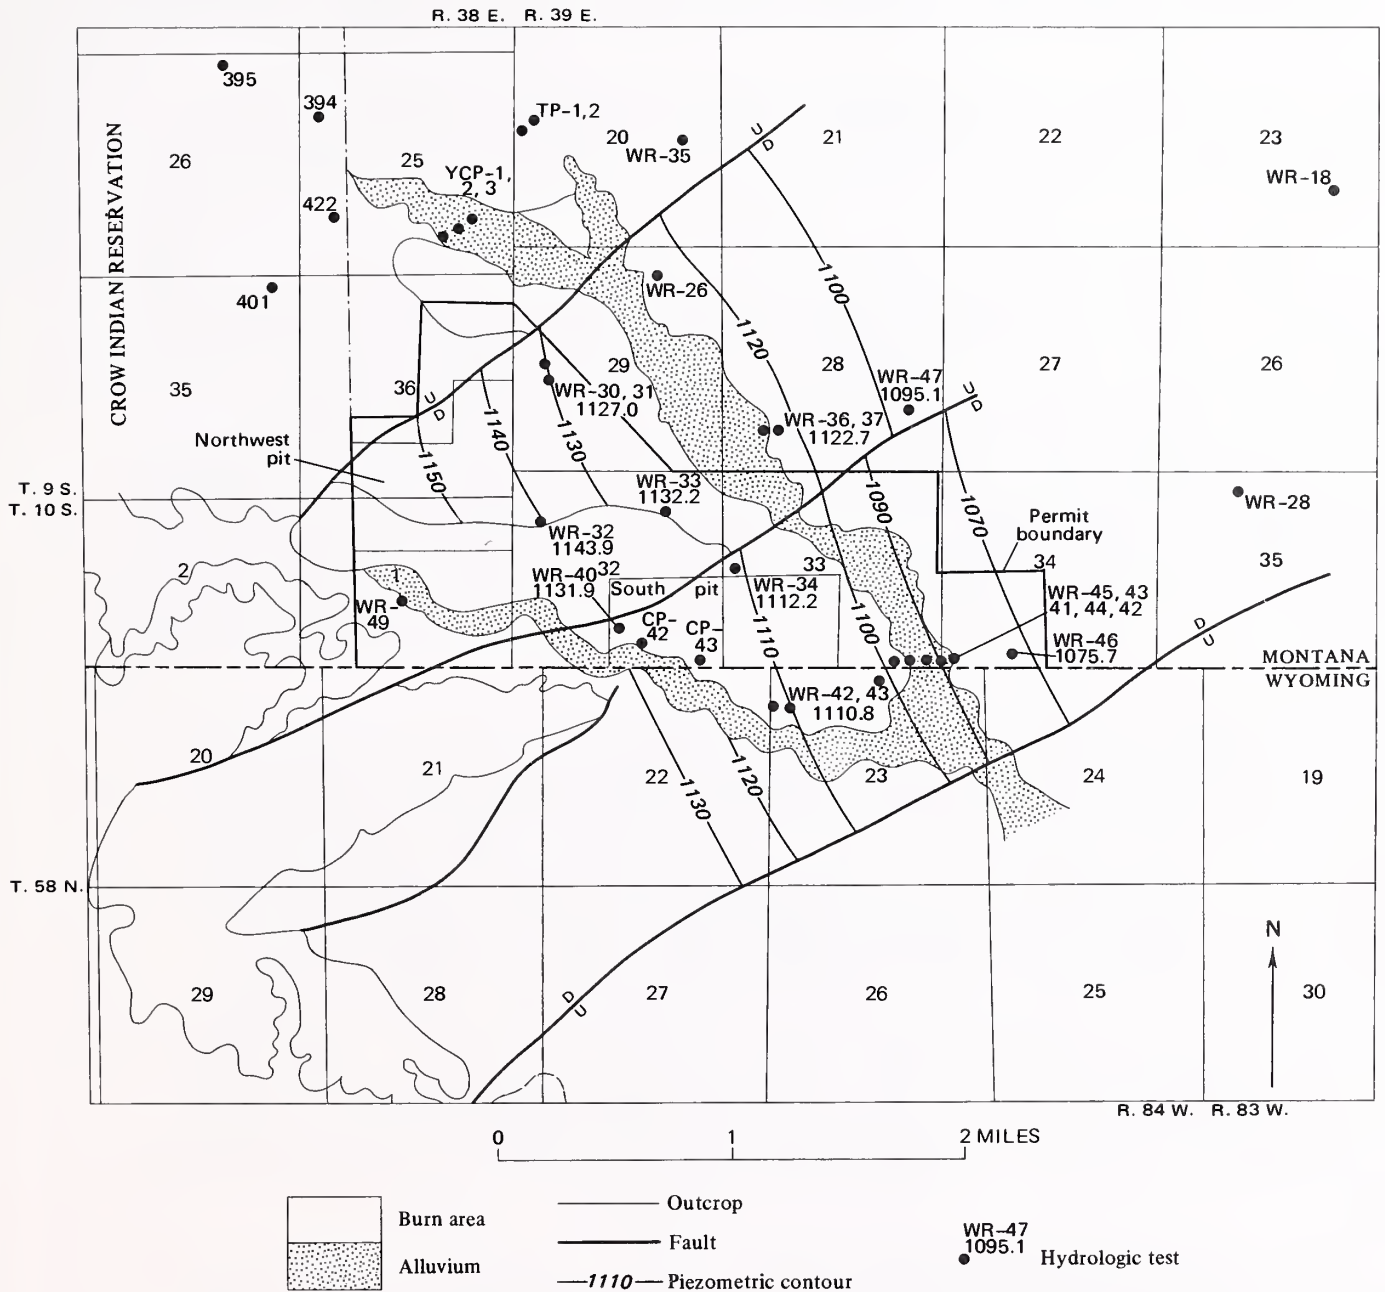 R. 38 E. R. 39 E.
395
394
TP-1,2
20
WR-35
21
22
23
WR-18
U
D
CROW INDIAN RESERVATION
26
25
YCP-1,
2, 3
422
401
WR-26
1120
1100
35
36
29
28
27
26
U
D
WR-30, 31
1127.0
WR-47
1095.1
U
D
WR-36, 37
1122.7
Northwest
pit
1150
1140
1130
WR-33
1132.2
1090
1070
WR-28
T. 9 S.
T. 10 S.
WR-32
1143.9
Permit
boundary
2
1
WR-40
1131.9
32
South pit
33
34
35
WR-34
1112.2
WR-45, 43
41, 44, 42
WR-
49
CP-
42
CP-
43
1110
1100
WR-46
1075.7
D
U
MONTANA
WYOMING
WR-42, 43
1110.8
20
21
22
1130
1120
23
24
19
T. 58 N.
N
29
28
D
U
27
26
25
30
R. 84 W. R. 83 W.
0 1 2 MILES
Burn area
Alluvium
Outcrop
Fault
1110 Piezometric contour
WR-47
1095.1
Hydrologic test